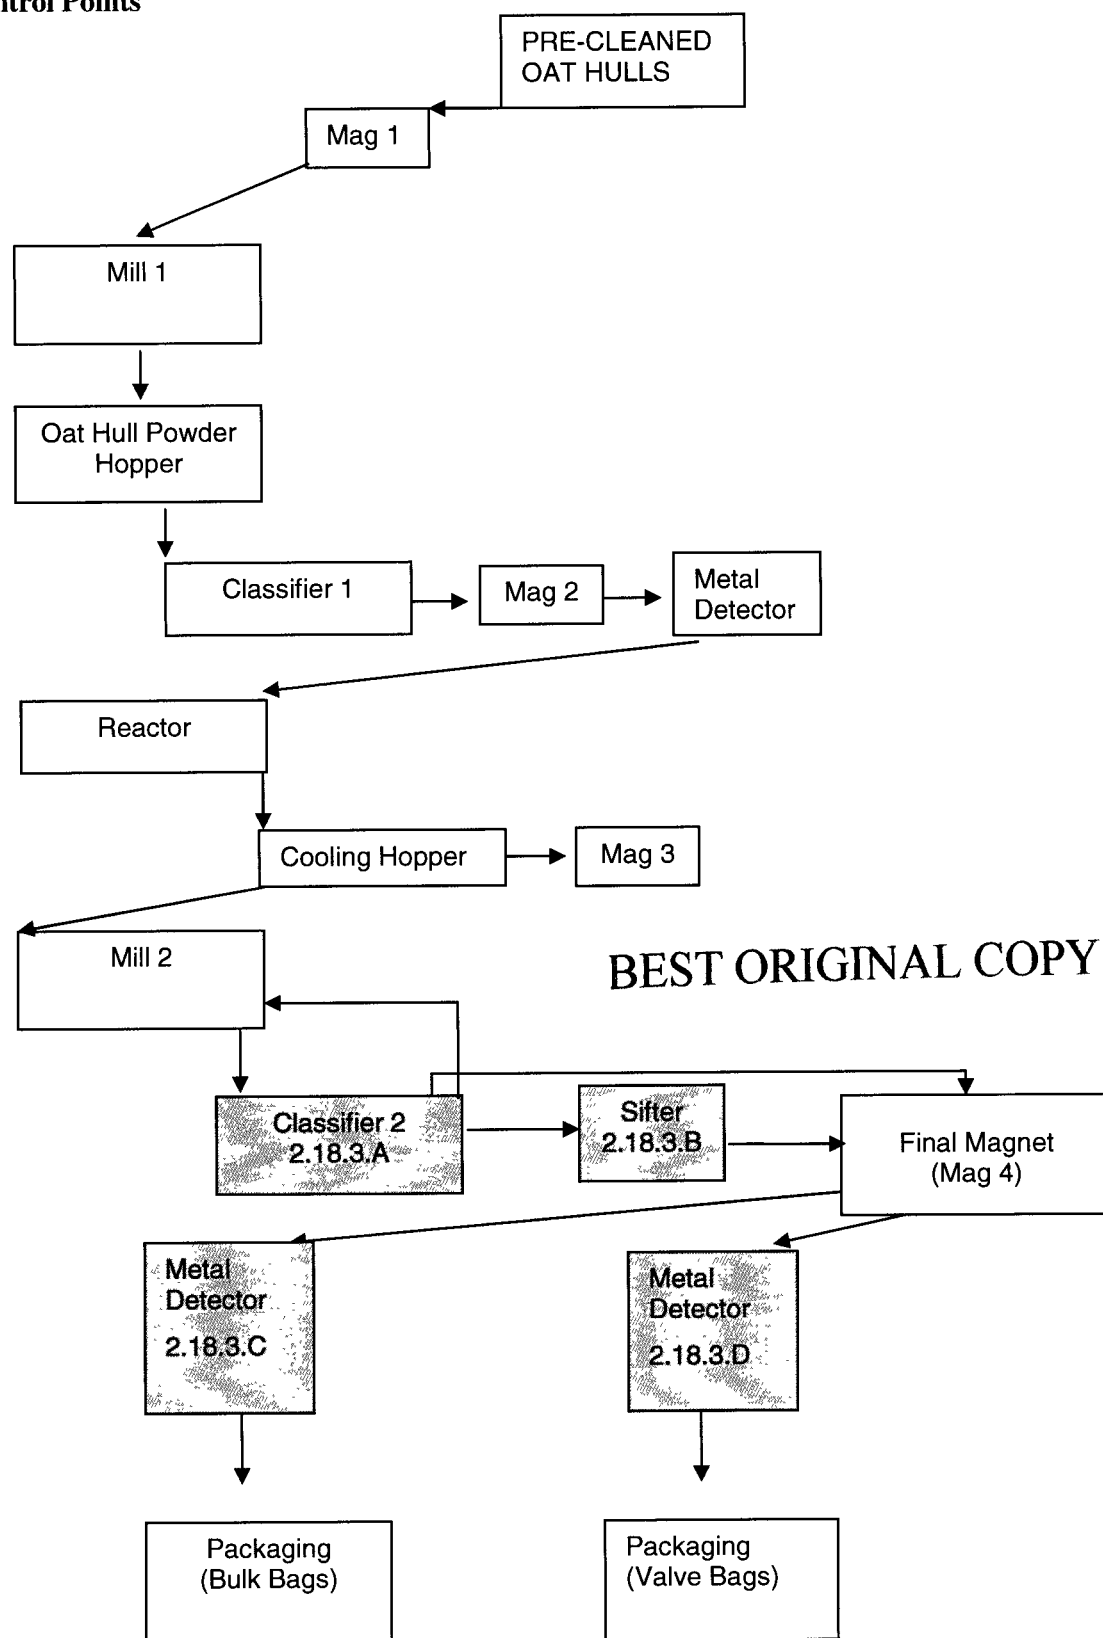 ntrol Points
PRE-CLEANED
OAT HULLS
Mag 1
Mill 1
Oat Hull Powder
Hopper
Classifier 1
Mag 2
Metal
Detector
Reactor
Cooling Hopper
Mag 3
Mill 2
BEST ORIGINAL COPY
Classifier 2
2.18.3.A
Sifter
2.18.3.B
Final Magnet
(Mag 4)
Metal
Detector
2.18.3.C
Metal
Detector
2.18.3.D
Packaging
(Bulk Bags)
Packaging
(Valve Bags)